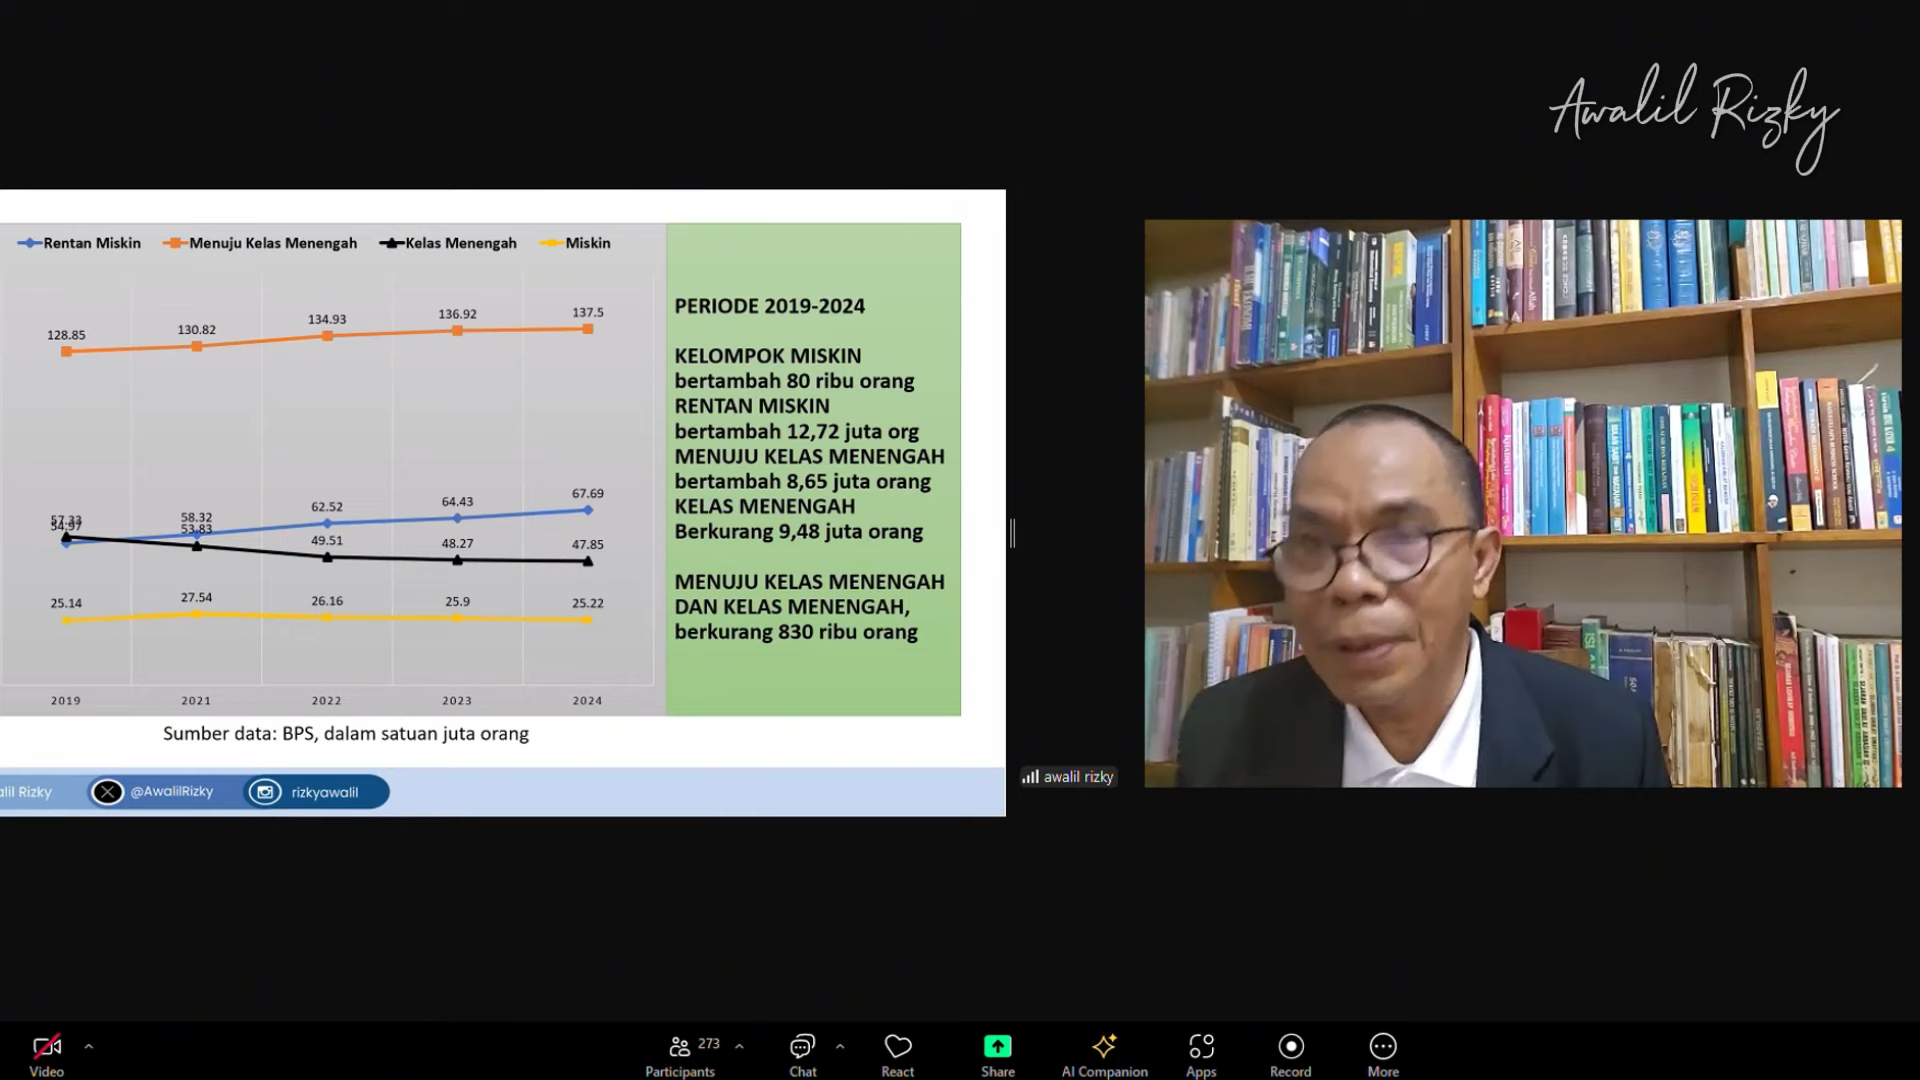 Awalil Rizky
Rentan Miskin Menuju Kelas Menengah Kelas Menengah Miskin
128.85 130.82 134.93 136.92 137.5
57.33 58.32 62.52 64.43 67.69
54.97 53.83 49.51 48.27 47.85
25.14 27.54 26.16 25.9 25.22
2019 2021 2022 2023 2024
Sumber data: BPS, dalam satuan juta orang
PERIODE 2019-2024
KELOMPOK MISKIN
bertambah 80 ribu orang
RENTAN MISKIN
bertambah 12,72 juta org
MENUJU KELAS MENENGAH
bertambah 8,65 juta orang
KELAS MENENGAH
Berkurang 9,48 juta orang
MENUJU KELAS MENENGAH
DAN KELAS MENENGAH,
berkurang 830 ribu orang
alil Rizky @AwalilRizky rizkyawalil
awalil rizky
Video
273
Participants Chat React Share AI Companion Apps Record More